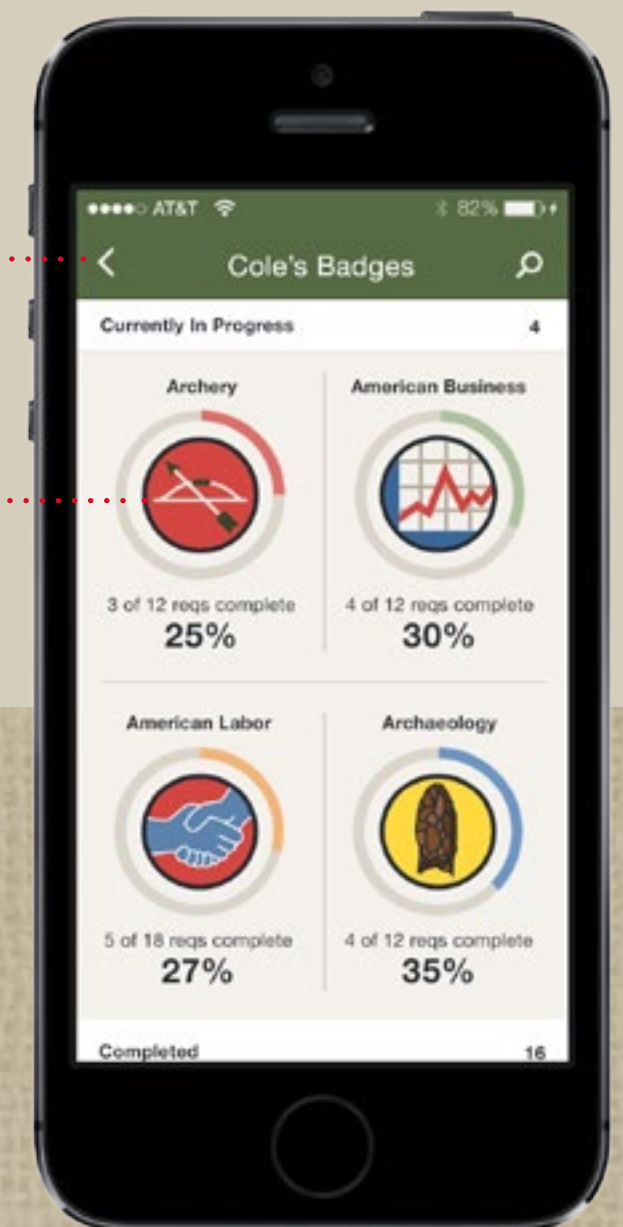 AT&T 82%
Cole's Badges
Currently In Progress 4
Archery American Business
3 of 12 reqs complete 4 of 12 reqs complete
25% 30%
American Labor Archaeology
5 of 18 reqs complete 4 of 12 reqs complete
27% 35%
Completed 16